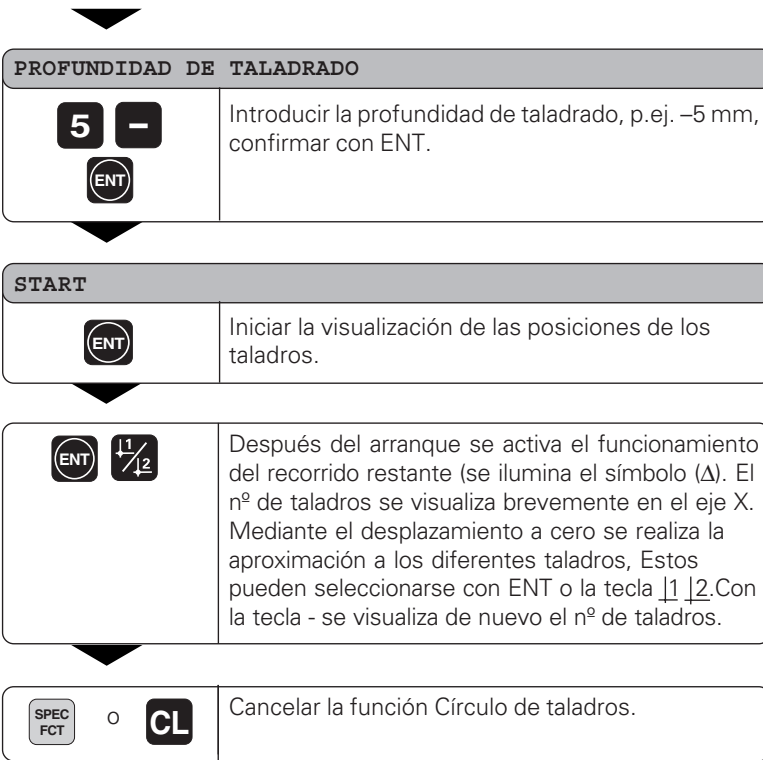 PROFUNDIDAD DE TALADRADO
5 –
ENT
Introducir la profundidad de taladrado, p.ej. –5 mm,
confirmar con ENT.
START
ENT
Iniciar la visualización de las posiciones de los
taladros.
ENT 1 2
Después del arranque se activa el funcionamiento
del recorrido restante (se ilumina el símbolo (Δ). El
nº de taladros se visualiza brevemente en el eje X.
Mediante el desplazamiento a cero se realiza la
aproximación a los diferentes taladros, Estos
pueden seleccionarse con ENT o la tecla 1 2.Con
la tecla - se visualiza de nuevo el nº de taladros.
SPEC
FCT
o CL
Cancelar la función Círculo de taladros.